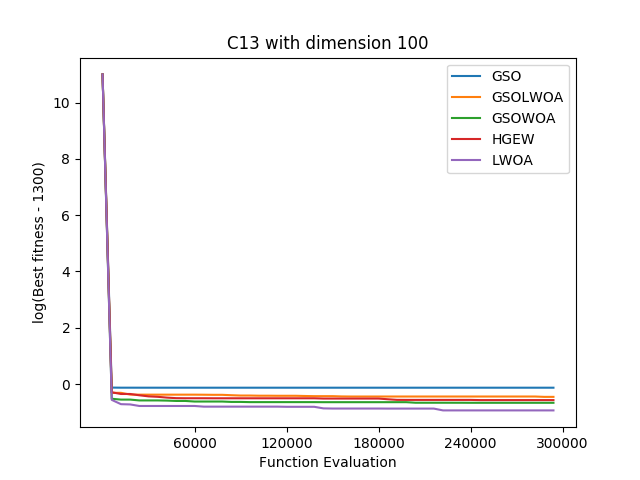 C13 with dimension 100
log(Best fitness - 1300)
10
8
6
4
2
0
GSO
GSOLWOA
GSOWOA
HGEW
LWOA
60000 120000 180000 240000 300000
Function Evaluation